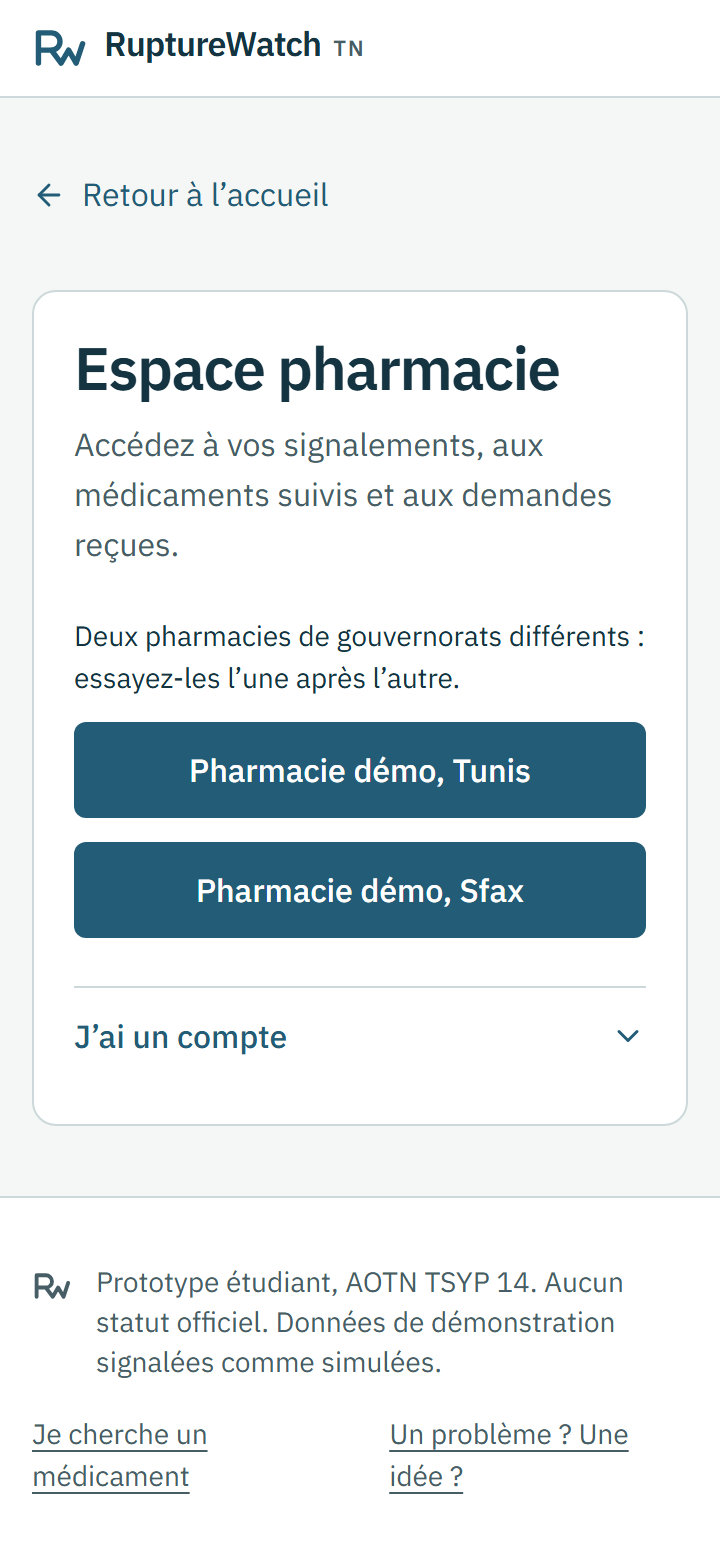 RW RuptureWatch TN
← Retour à l’accueil
Espace pharmacie
Accédez à vos signalements, aux
médicaments suivis et aux demandes
reçues.
Deux pharmacies de gouvernorats différents :
essayez-les l’une après l’autre.
Pharmacie démo, Tunis
Pharmacie démo, Sfax
J’ai un compte
RW Prototype étudiant, AOTN TSYP 14. Aucun
statut officiel. Données de démonstration
signalées comme simulées.
Je cherche un
médicament
Un problème ? Une
idée ?